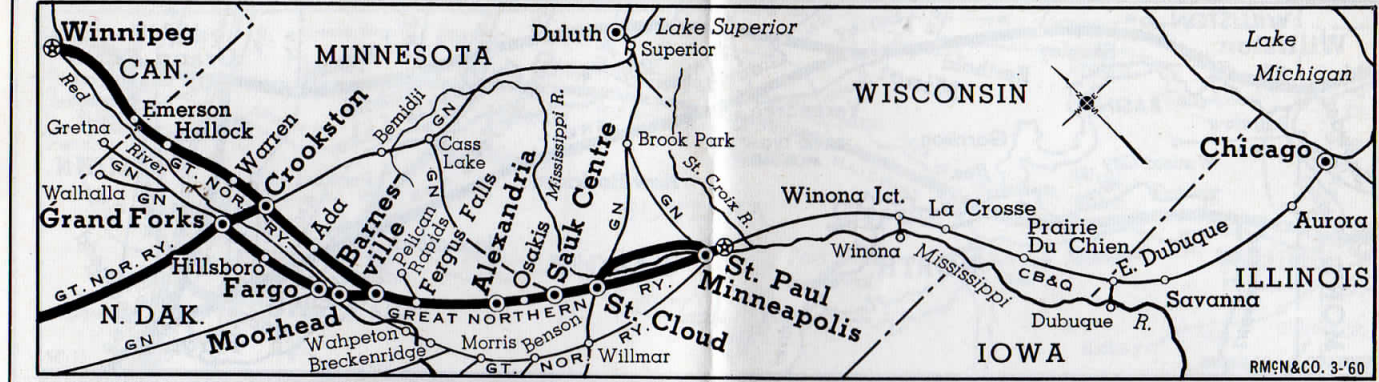 Winnipeg
CAN.
MINNESOTA
Duluth
Lake Superior
Superior
Lake
Michigan
WISCONSIN
Red
River
Emerson
Hallock
Gretna
Warren
Crookston
Bemidji
GN
Cass
Lake
GN
Mississippi R.
Brook Park
St. Croix R.
Chicago
GT. NOR.
RY.
Walhalla
GN
GN
Grand Forks
Ada
Barnes-
ville
Pelican
Rapids
Fergus Falls
Alexandria
Osakis
Sauk Centre
GN
GN
Winona Jct.
La Crosse
Prairie
Du Chien
E. Dubuque
Aurora
GT. NOR. RY.
Hillsboro
Fargo
St. Paul
Minneapolis
Winona
Mississippi
R.
CB&Q
ILLINOIS
N. DAK.
GN
Moorhead
GREAT NORTHERN
RY.
St. Cloud
Savanna
Dubuque
Wahpeton
Breckenridge
Morris
Benson
GT. NOR. RY.
Willmar
IOWA
RMCN&CO. 3-'60